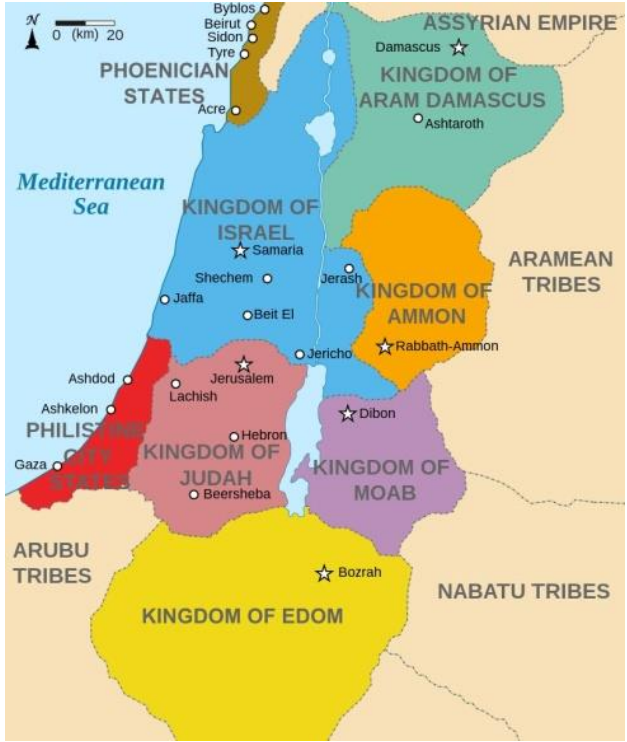 Byblos
Beirut
Sidon
Tyre
N
0 (km) 20
ASSYRIAN EMPIRE
Damascus
PHOENICIAN
STATES
KINGDOM OF
ARAM DAMASCUS
Acre
Ashtaroth
Mediterranean
Sea
KINGDOM OF
ISRAEL
Samaria
Shechem
Jerash
ARAMEAN
TRIBES
KINGDOM OF
AMMON
Jaffa
Beit El
Rabbath-Ammon
Jericho
Jerusalem
Ashdod
Lachish
Ashkelon
Dibon
PHILISTINE
CITY
STATES
Hebron
KINGDOM OF
JUDAH
KINGDOM OF
MOAB
Gaza
Beersheba
ARUBU
TRIBES
Bozrah
NABATU TRIBES
KINGDOM OF EDOM